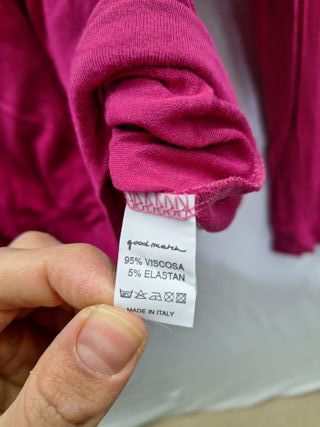 good match
95% VISCOSA
5% ELASTAN
MADE IN ITALY